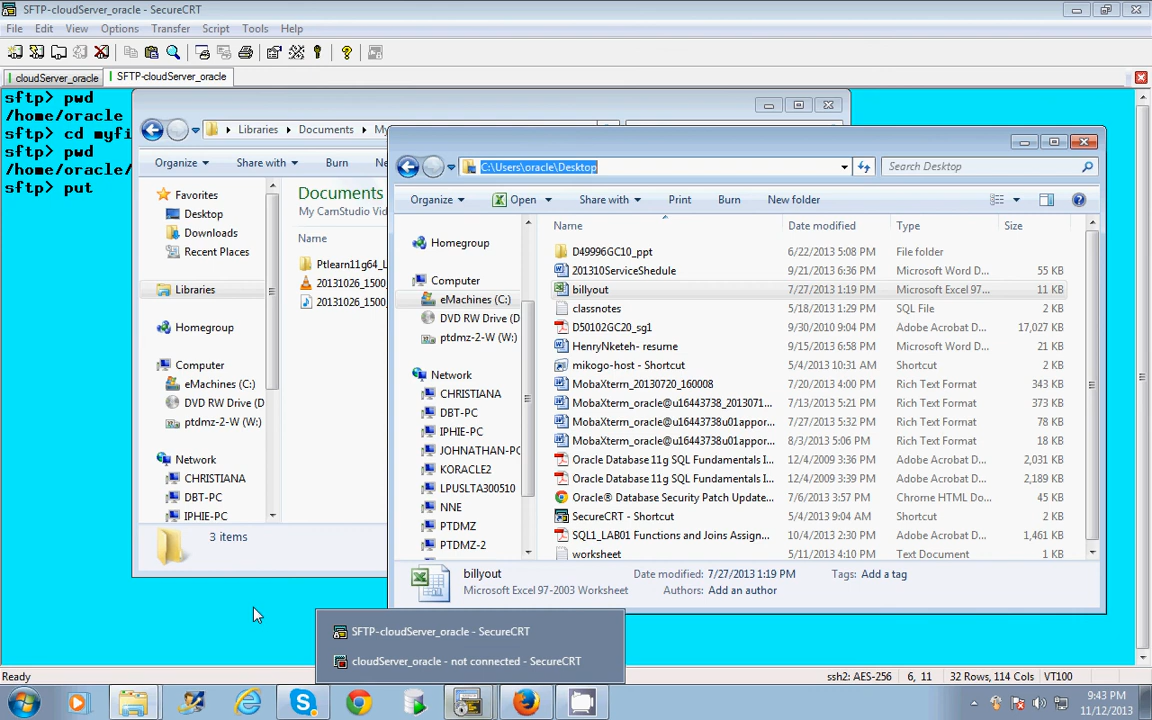 SFTP-cloudServer_oracle - SecureCRT
File Edit View Options Transfer Script Tools Help
cloudServer_oracle SFTP-cloudServer_oracle
sftp> pwd
/home/oracle
sftp> cd myfi
sftp> pwd
/home/oracle/
sftp> put
Libraries Documents My
Organize Share with Burn Ne
Favorites
Desktop
Downloads
Recent Places
Libraries
Homegroup
Computer
eMachines (C:)
DVD RW Drive (D
ptdmz-2-W (W:)
Network
CHRISTIANA
DBT-PC
IPHIE-PC
Documents
My CamStudio Vid
Name
Ptlearn11g64_L
20131026_1500_
20131026_1500_
3 items
C:\Users\oracle\Desktop
Search Desktop
Organize Open Share with Print Burn New folder
Homegroup
Computer
eMachines (C:)
DVD RW Drive (D
ptdmz-2-W (W:)
Network
CHRISTIANA
DBT-PC
IPHIE-PC
JOHNATHAN-PC
KORACLE2
LPUSLTA300510
NNE
PTDMZ
PTDMZ-2
Name Date modified Type Size
D49996GC10_ppt 6/22/2013 5:08 PM File folder
201310ServiceShedule 9/21/2013 6:36 PM Microsoft Word D... 55 KB
billyout 7/27/2013 1:19 PM Microsoft Excel 97-... 11 KB
classnotes 5/18/2013 1:29 PM SQL File 2 KB
D50102GC20_sg1 9/30/2010 9:04 PM Adobe Acrobat D... 17,027 KB
HenryNketeh- resume 9/15/2013 6:58 PM Microsoft Word D... 21 KB
mikogo-host - Shortcut 5/4/2013 10:31 AM Shortcut 2 KB
MobaXterm_20130720_160008 7/20/2013 4:00 PM Rich Text Format 343 KB
MobaXterm_oracle@u16443738_2013071... 7/13/2013 5:21 PM Rich Text Format 373 KB
MobaXterm_oracle@u16443738u01appor... 7/27/2013 5:22 PM Rich Text Format 78 KB
MobaXterm_oracle@u16443738u01appor... 8/3/2013 5:06 PM Rich Text Format 18 KB
Oracle Database 11g SQL Fundamentals I... 12/4/2009 3:36 PM Adobe Acrobat D... 2,031 KB
Oracle Database 11g SQL Fundamentals I... 12/4/2009 3:39 PM Adobe Acrobat D... 2,189 KB
Oracle® Database Security Patch Update... 7/6/2013 3:57 PM Chrome HTML Do... 45 KB
SecureCRT - Shortcut 5/4/2013 9:04 AM Shortcut 2 KB
SQL1_LAB01 Functions and Joins Assign... 10/4/2013 2:30 PM Adobe Acrobat D... 1,461 KB
worksheet 5/11/2013 4:10 PM Text Document 1 KB
billyout Date modified: 7/27/2013 1:19 PM Tags: Add a tag
Microsoft Excel 97-2003 Worksheet Authors: Add an author
SFTP-cloudServer_oracle - SecureCRT
cloudServer_oracle - not connected - SecureCRT
Ready ssh2: AES-256 6, 11 32 Rows, 114 Cols VT100
9:43 PM
11/12/2013